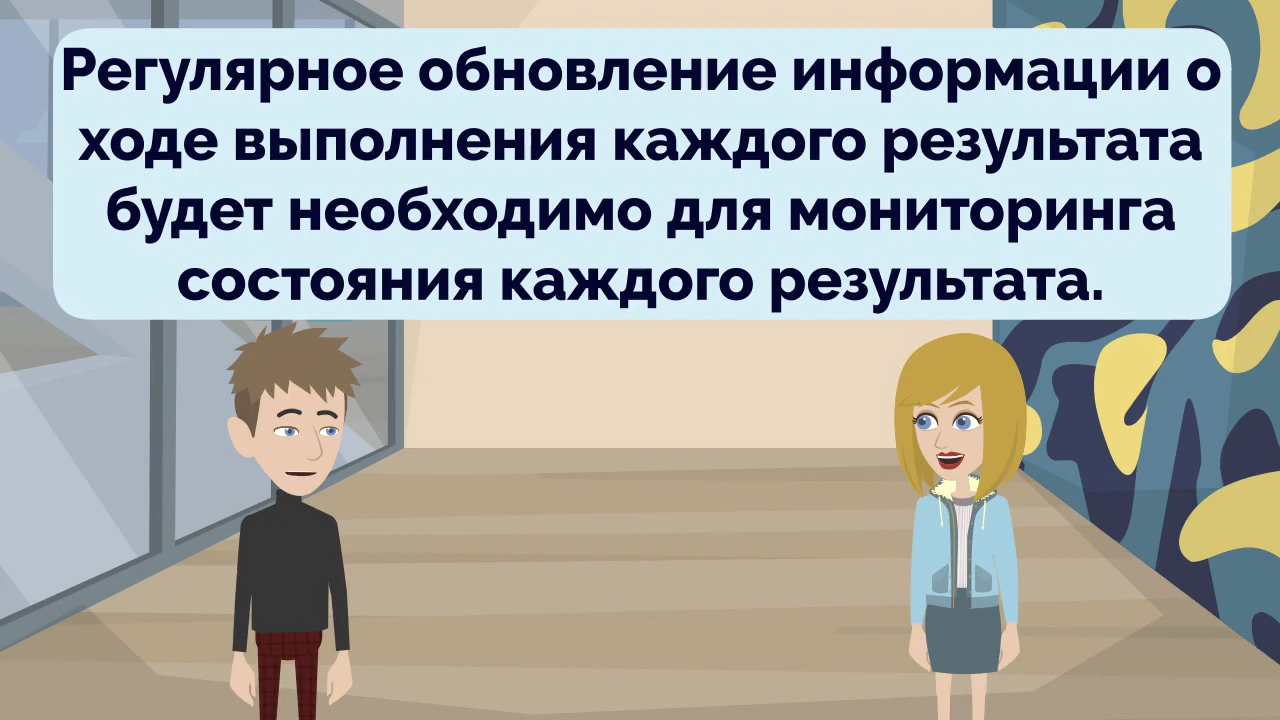 Регулярное обновление информации о
ходе выполнения каждого результата
будет необходимо для мониторинга
состояния каждого результата.